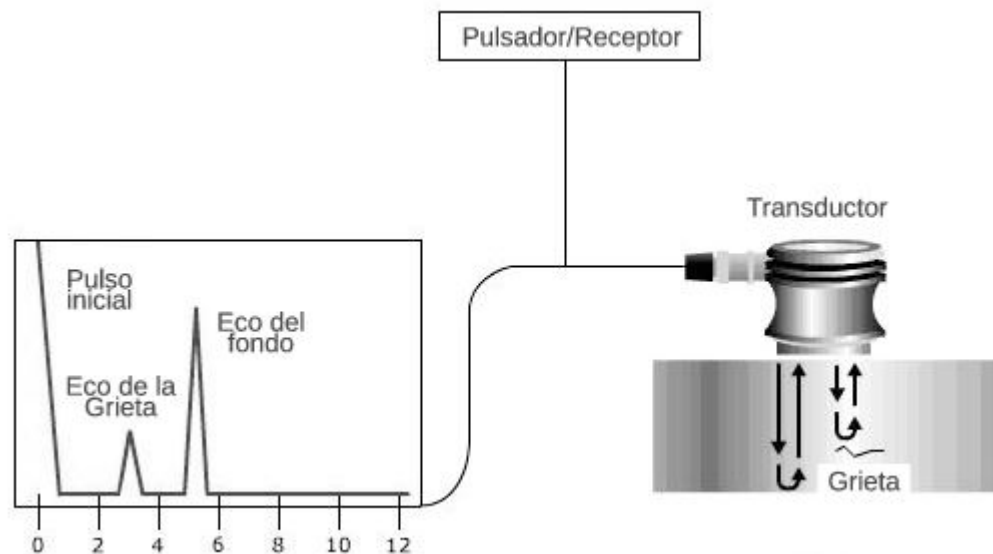 Pulsador/Receptor
Transductor
Pulso
inicial
Eco del
fondo
Eco de la
Grieta
Grieta
0 2 4 6 8 10 12